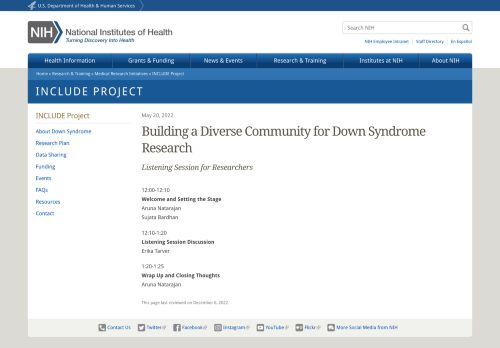 U.S. Department of Health & Human Services
NIH National Institutes of Health
Turning Discovery Into Health
Search NIH
NIH Employee Intranet | Staff Directory | En Español
Health Information Grants & Funding News & Events Research & Training Institutes at NIH About NIH
Home » Research & Training » Medical Research Initiatives » INCLUDE Project
INCLUDE PROJECT
INCLUDE Project
About Down Syndrome
Research Plan
Data Sharing
Funding
Events
FAQs
Resources
Contact
May 20, 2022
Building a Diverse Community for Down Syndrome
Research
Listening Session for Researchers
12:00-12:10
Welcome and Setting the Stage
Aruna Natarajan
Sujata Bardhan
12:10-1:20
Listening Session Discussion
Erika Tarver
1:20-1:25
Wrap Up and Closing Thoughts
Aruna Natarajan
This page last reviewed on December 6, 2022
Contact Us Twitter Facebook Instagram YouTube Flickr More Social Media from NIH